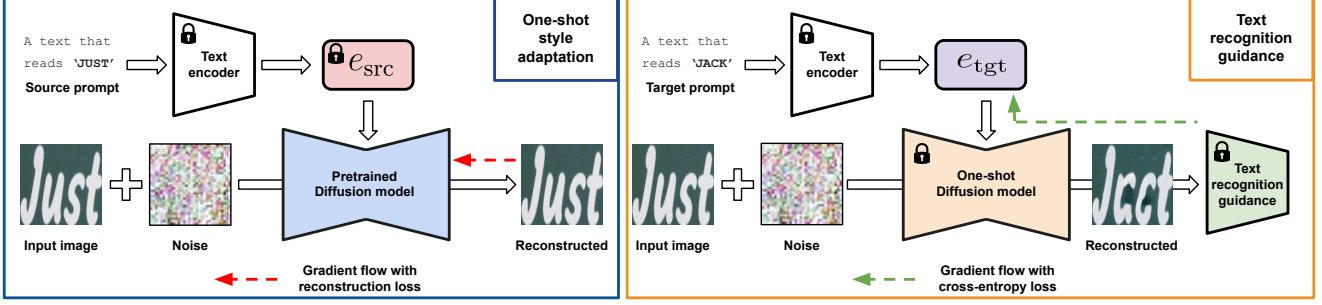 One-shot
style
adaptation
A text that
reads 'JUST'
Source prompt
Text
encoder
e_src
Input image
Noise
Pretrained
Diffusion model
Just
Just
Reconstructed
Gradient flow with
reconstruction loss
Text
recognition
guidance
A text that
reads 'JACK'
Target prompt
Text
encoder
e_tgt
Just
Input image
Noise
One-shot
Diffusion model
Jact
Reconstructed
Text
recognition
guidance
Gradient flow with
cross-entropy loss